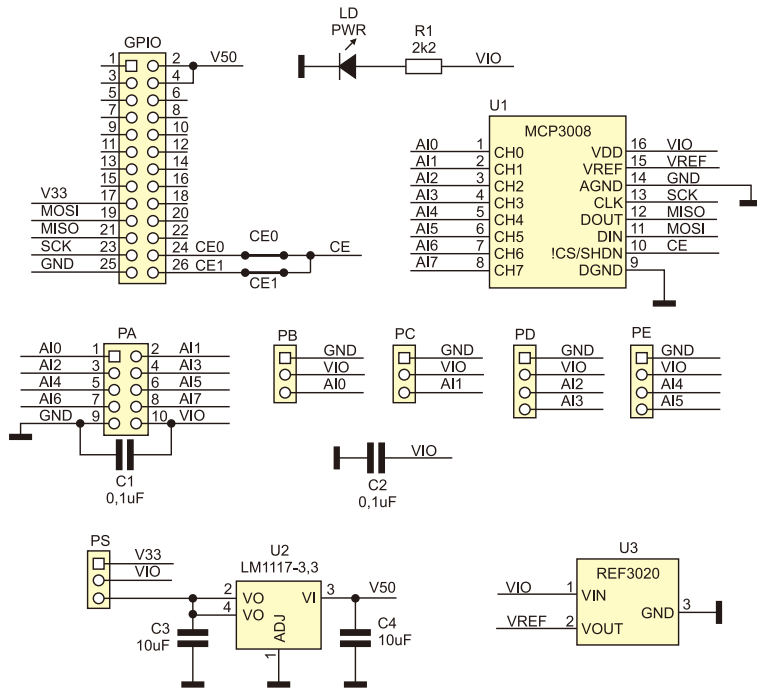 GPIO
1 2 V50
3 4
5 6
7 8
9 10
11 12
13 14
15 16
V33 17 18
MOSI 19 20
MISO 21 22
SCK 23 24 CE0 CE0 CE
GND 25 26 CE1 CE1
LD
PWR
R1
2k2
VIO
U1
MCP3008
AI0 1 CH0 VDD 16 VIO
AI1 2 CH1 VREF 15 VREF
AI2 3 CH2 AGND 14 GND
AI3 4 CH3 CLK 13 SCK
AI4 5 CH4 DOUT 12 MISO
AI5 6 CH5 DIN 11 MOSI
AI6 7 CH6 !CS/SHDN 10 CE
AI7 8 CH7 DGND 9
PA
AI0 1 2 AI1
AI2 3 4 AI3
AI4 5 6 AI5
AI6 7 8 AI7
GND 9 10 VIO
C1
0,1uF
PB
GND
VIO
AI0
PC
GND
VIO
AI1
PD
GND
VIO
AI2
AI3
PE
GND
VIO
AI4
AI5
VIO
C2
0,1uF
PS
V33
VIO
U2
LM1117-3,3
2 VO VI 3 V50
4 VO
ADJ
1
C3
10uF
C4
10uF
U3
REF3020
VIO 1 VIN
GND 3
VREF 2 VOUT